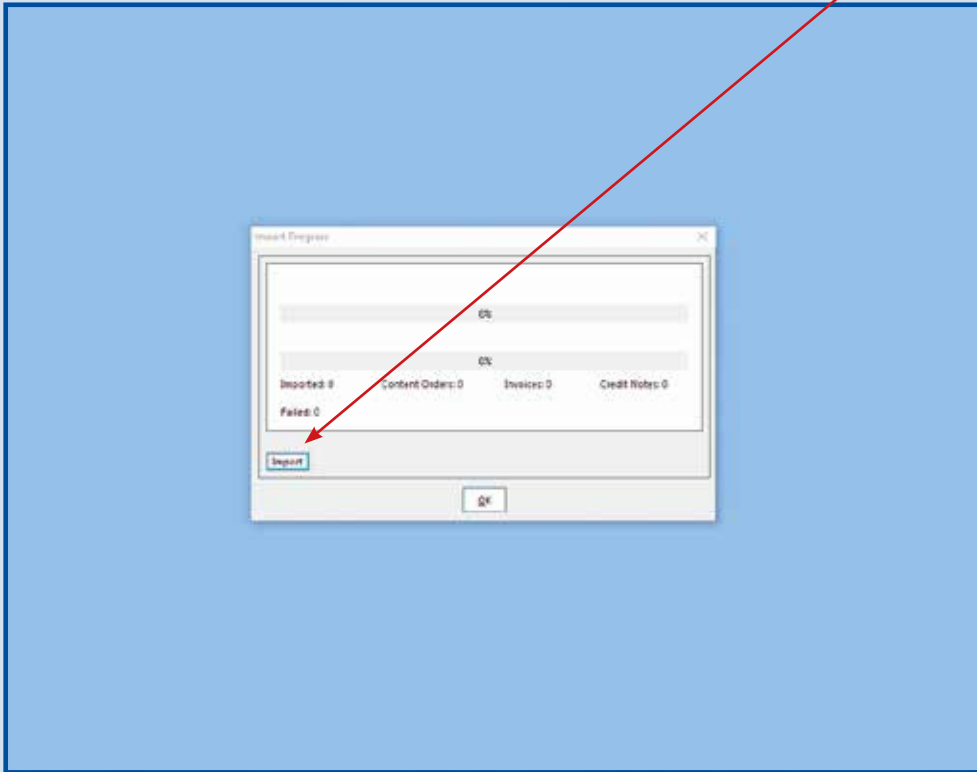 Import Progress
0%
0%
Imported: 0 Content Orders: 0 Invoices: 0 Credit Notes: 0
Failed: 0
Import
OK